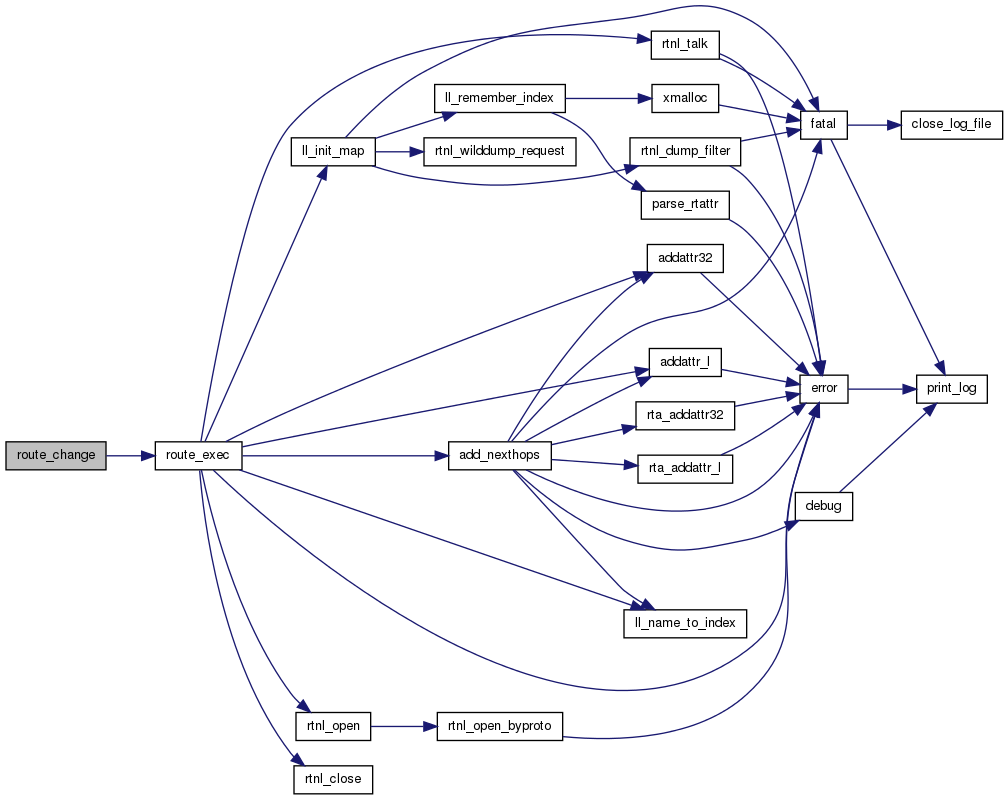 rtnl_talk
ll_remember_index
xmalloc
fatal
close_log_file
ll_init_map
rtnl_wilddump_request
rtnl_dump_filter
parse_rtattr
addattr32
addattr_l
error
print_log
rta_addattr32
route_change
route_exec
add_nexthops
rta_addattr_l
debug
ll_name_to_index
rtnl_open
rtnl_open_byproto
rtnl_close